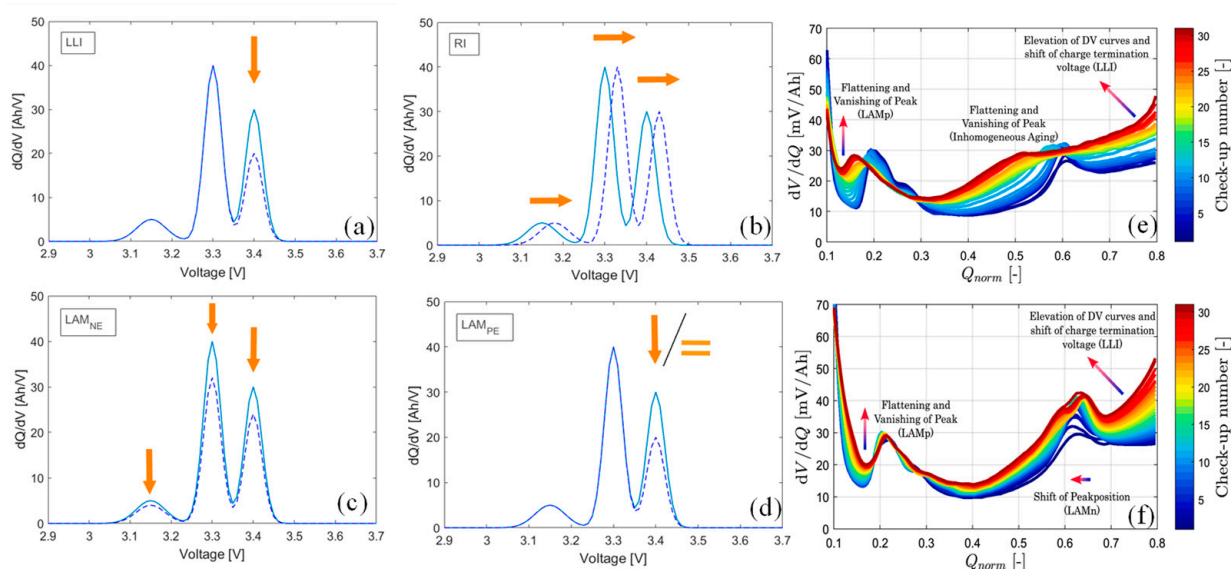 LLI
dQ/dV [Ah/V]
50
40
30
20
10
0
2.9 3 3.1 3.2 3.3 3.4 3.5 3.6 3.7
Voltage [V]
(a)
RI
dQ/dV [Ah/V]
50
40
30
20
10
0
2.9 3 3.1 3.2 3.3 3.4 3.5 3.6 3.7
Voltage [V]
(b)
70
60
50
40
30
20
10
0
dV/dQ [mV/Ah]
Flattening and
Vanishing of Peak
(LAMp)
Flattening and
Vanishing of Peak
(Inhomogeneous Aging)
Elevation of DV curves and
shift of charge termination
voltage (LLI)
0.1 0.2 0.3 0.4 0.5 0.6 0.7 0.8
Qnorm [-]
(e)
30
25
20
15
10
5
Check-up number [-]
LAMNE
dQ/dV [Ah/V]
50
40
30
20
10
0
2.9 3 3.1 3.2 3.3 3.4 3.5 3.6 3.7
Voltage [V]
(c)
LAMPE
dQ/dV [Ah/V]
50
40
30
20
10
0
2.9 3 3.1 3.2 3.3 3.4 3.5 3.6 3.7
Voltage [V]
(d)
70
60
50
40
30
20
10
0
dV/dQ [mV/Ah]
Flattening and
Vanishing of Peak
(LAMp)
Elevation of DV curves and
shift of charge termination
voltage (LLI)
Shift of Peakposition
(LAMn)
0.1 0.2 0.3 0.4 0.5 0.6 0.7 0.8
Qnorm [-]
(f)
30
25
20
15
10
5
Check-up number [-]